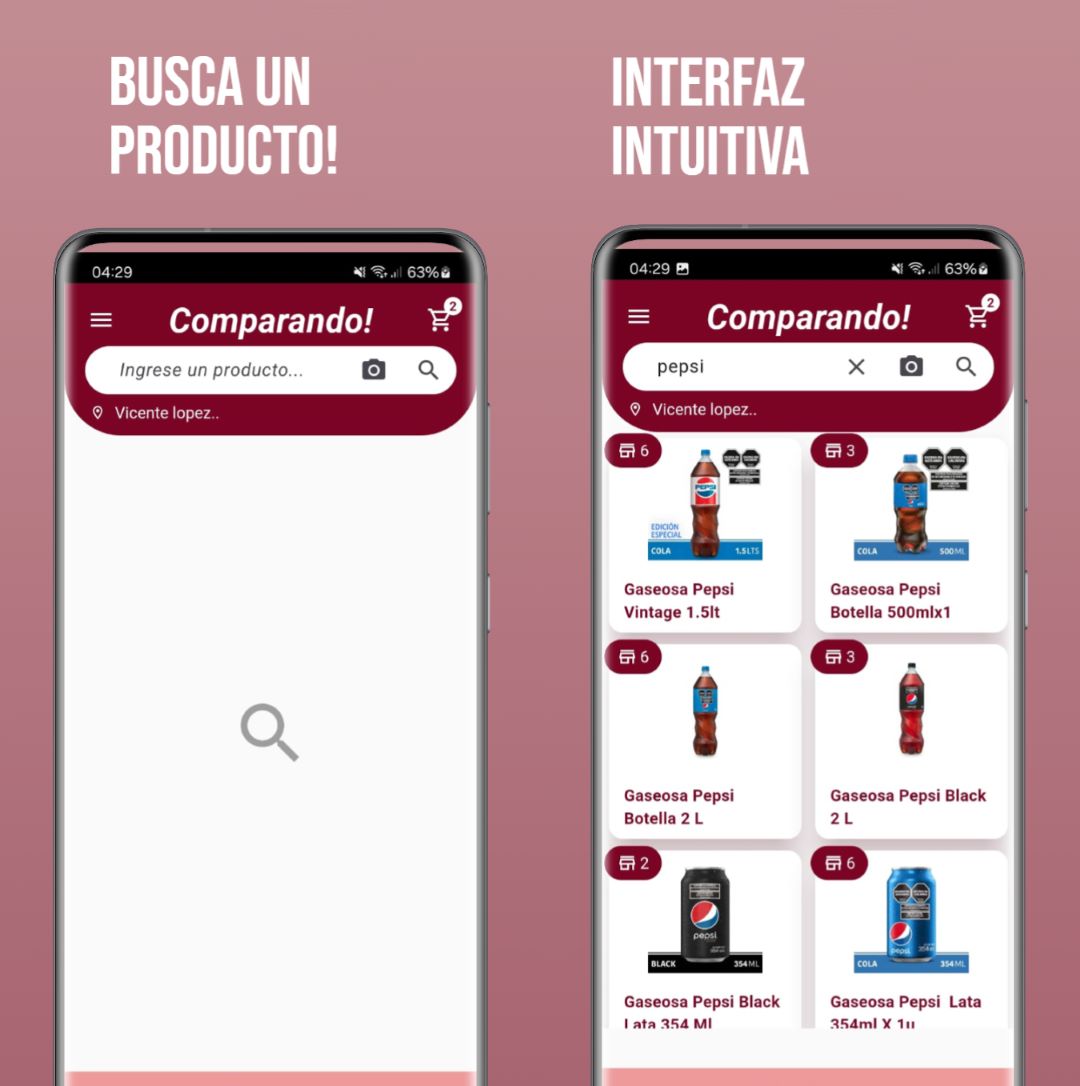 BUSCA UN
PRODUCTO!
04:29
63%
Comparando!
2
Ingrese un producto...
Vicente lopez..
INTERFAZ
INTUITIVA
04:29
63%
Comparando!
2
pepsi
Vicente lopez..
6
PEPSI
EDICIÓN
ESPECIAL
COLA 1.5LTS
Gaseosa Pepsi
Vintage 1.5lt
3
COLA 500ML
Gaseosa Pepsi
Botella 500mlx1
6
Gaseosa Pepsi
Botella 2 L
3
Gaseosa Pepsi Black
2 L
2
pepsi
BLACK 354ML
Gaseosa Pepsi Black
Lata 354 Ml
6
pepsi
COLA 354ML
Gaseosa Pepsi Lata
354ml X 1u